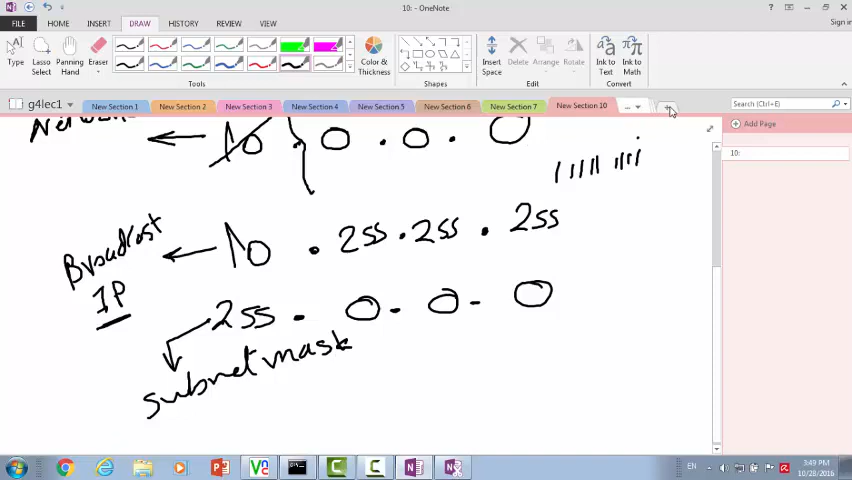 10: - OneNote
FILE HOME INSERT DRAW HISTORY REVIEW VIEW
Sign in
Type Lasso Select Panning Hand Eraser Color & Thickness Insert Space Delete Arrange Ink to Text Ink to Math
Tools Shapes Edit Convert
g4lec1 New Section 1 New Section 2 New Section 3 New Section 4 New Section 5 New Section 6 New Section 7 New Section 10 ... Search (Ctrl+E)
Add Page
10:
10 . 0 . 0 . 0
Broadcast IP
10 . 255 . 255 . 255
255 . 0 . 0 . 0
subnet mask
EN
3:49 PM
10/28/2016